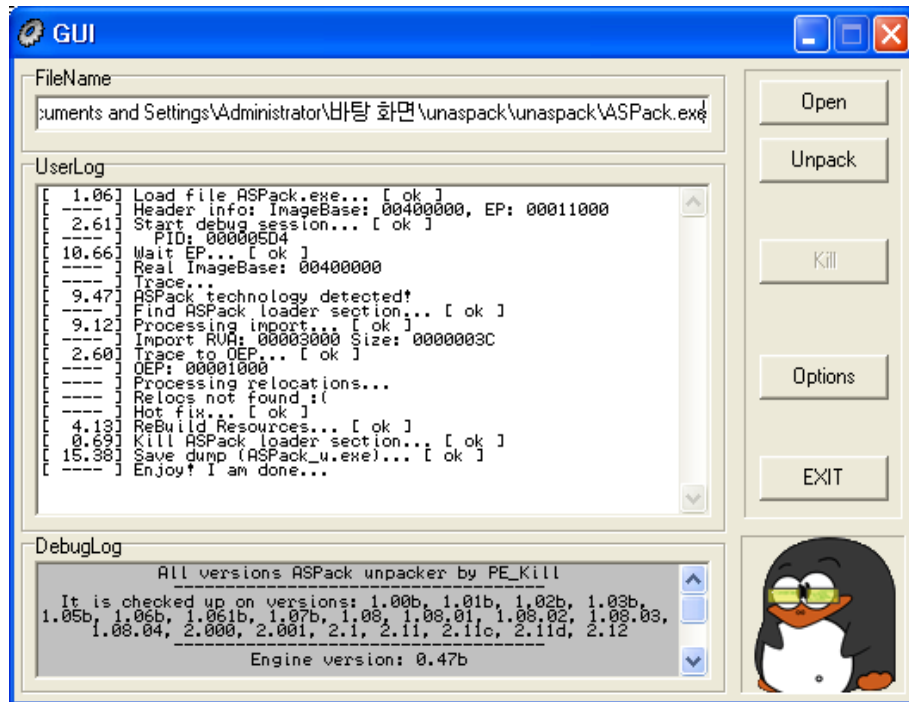 GUI
FileName
cuments and Settings\Administrator\바탕 화면\unaspack\unaspack\ASPack.exe
Open
Unpack
Kill
Options
EXIT
UserLog
[  1.06] Load file ASPack.exe... [ ok ]
[ ---- ] Header info: ImageBase: 00400000, EP: 00011000
[  2.61] Start debug session... [ ok ]
[ ---- ]   PID: 000005D4
[ 10.66] Wait EP... [ ok ]
[ ---- ] Real ImageBase: 00400000
[ ---- ] Trace...
[  9.47] ASPack technology detected!
[ ---- ] Find ASPack loader section... [ ok ]
[  9.12] Processing import... [ ok ]
[ ---- ] Import RVA: 00003000 Size: 0000003C
[  2.60] Trace to OEP... [ ok ]
[ ---- ] OEP: 00001000
[ ---- ] Processing relocations...
[ ---- ] Relocs not found :(
[ ---- ] Hot fix... [ ok ]
[  4.13] ReBuild Resources... [ ok ]
[  0.69] Kill ASPack loader section... [ ok ]
[ 15.38] Save dump (ASPack_u.exe)... [ ok ]
[ ---- ] Enjoy! I am done...
DebugLog
All versions ASPack unpacker by PE_Kill
------------------------------------
It is checked up on versions: 1.00b, 1.01b, 1.02b, 1.03b,
1.05b, 1.06b, 1.061b, 1.07b, 1.08, 1.08.01, 1.08.02, 1.08.03,
1.08.04, 2.000, 2.001, 2.1, 2.11, 2.11c, 2.11d, 2.12
------------------------------------
Engine version: 0.47b